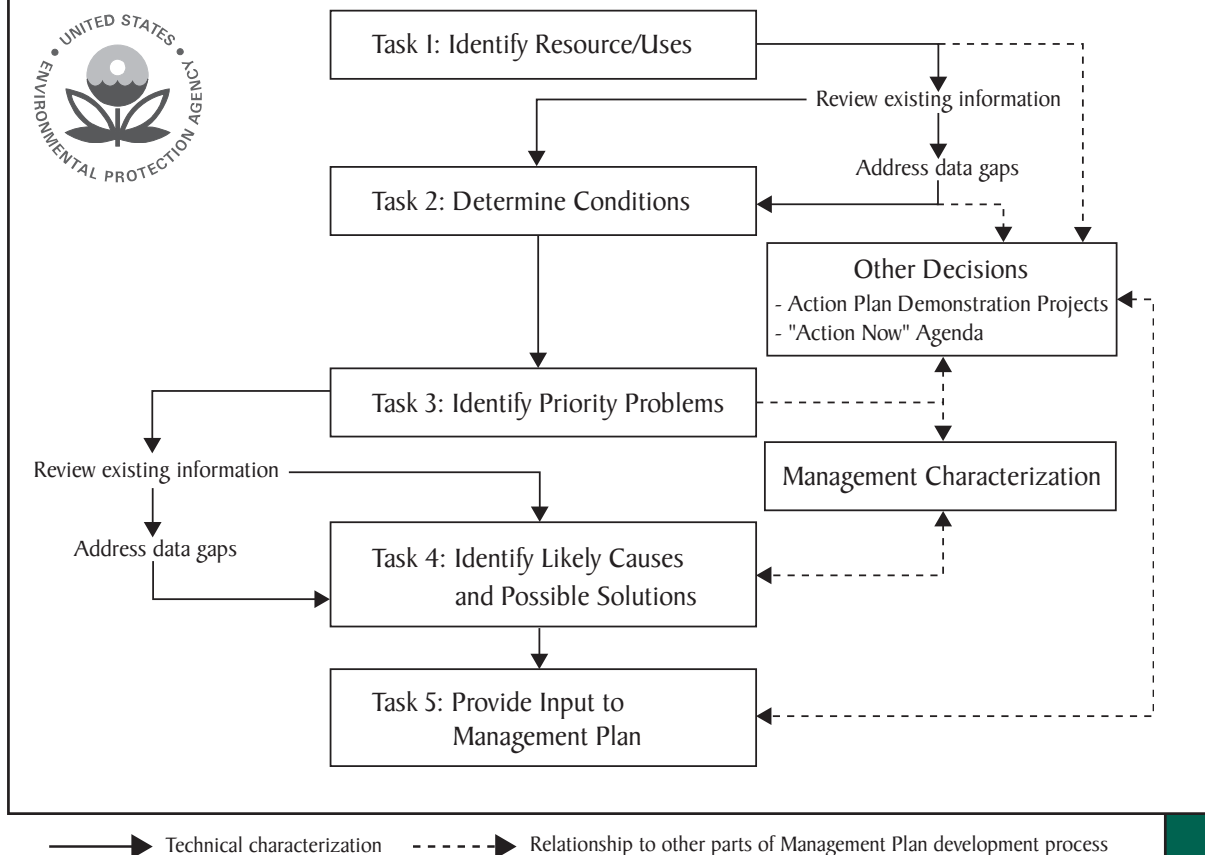 UNITED STATES
ENVIRONMENTAL PROTECTION AGENCY
Task 1: Identify Resource/Uses
Review existing information
Address data gaps
Task 2: Determine Conditions
Other Decisions
- Action Plan Demonstration Projects
- "Action Now" Agenda
Task 3: Identify Priority Problems
Review existing information
Management Characterization
Address data gaps
Task 4: Identify Likely Causes
and Possible Solutions
Task 5: Provide Input to
Management Plan
Technical characterization
Relationship to other parts of Management Plan development process